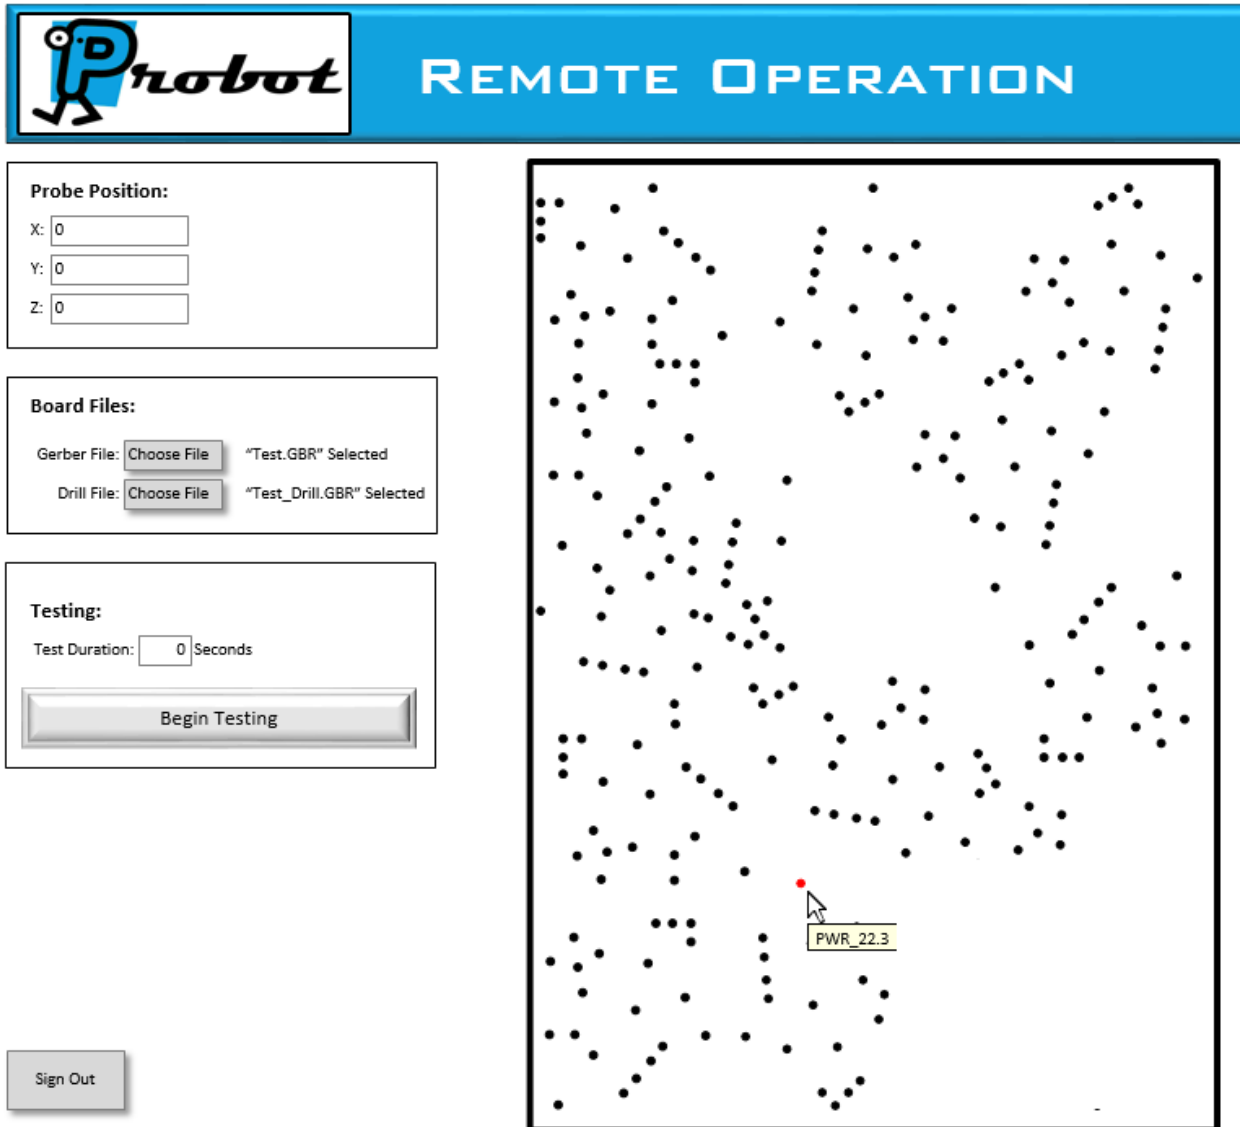 Probot
REMOTE OPERATION
Probe Position:
X: 0
Y: 0
Z: 0
Board Files:
Gerber File: Choose File "Test.GBR" Selected
Drill File: Choose File "Test_Drill.GBR" Selected
Testing:
Test Duration: 0 Seconds
Begin Testing
PWR_22.3
Sign Out